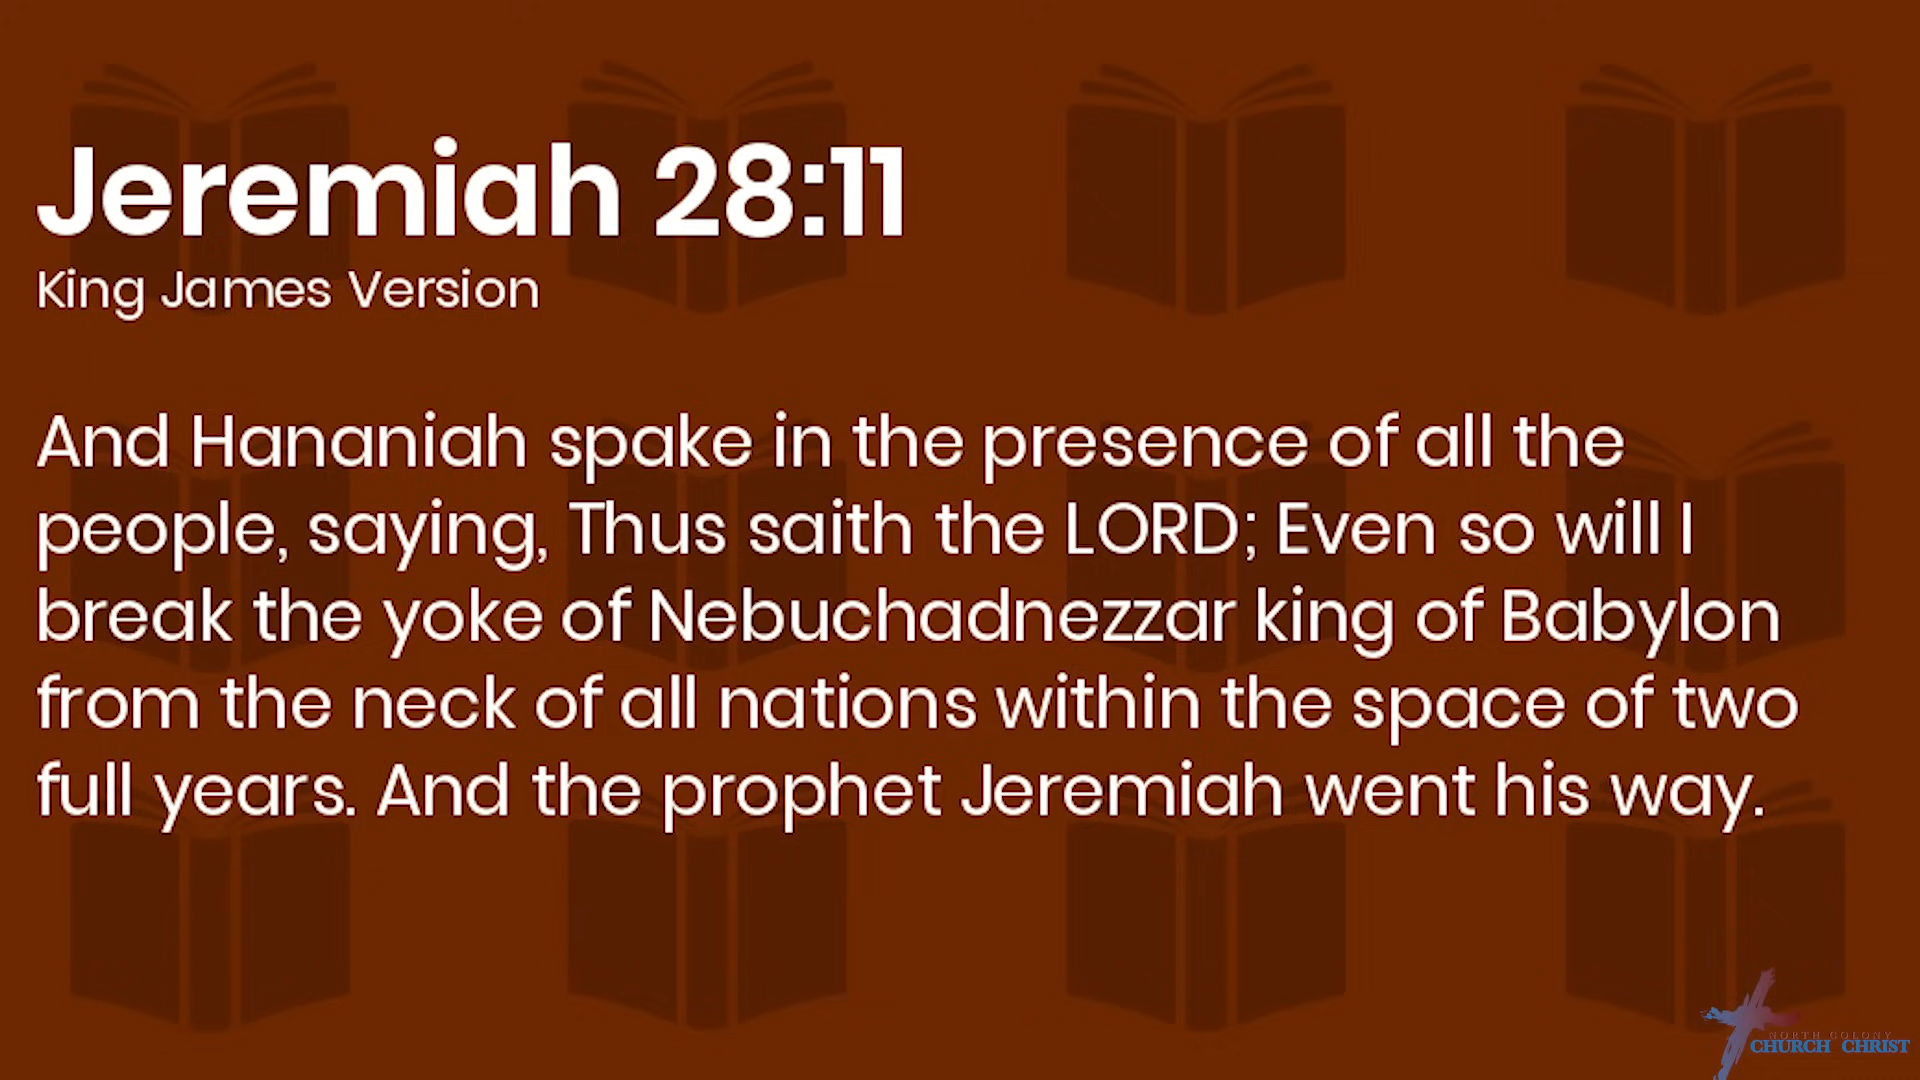 Jeremiah 28:11
King James Version
And Hananiah spake in the presence of all the
people, saying, Thus saith the LORD; Even so will I
break the yoke of Nebuchadnezzar king of Babylon
from the neck of all nations within the space of two
full years. And the prophet Jeremiah went his way.
NORTH COLONY
CHURCH CHRIST